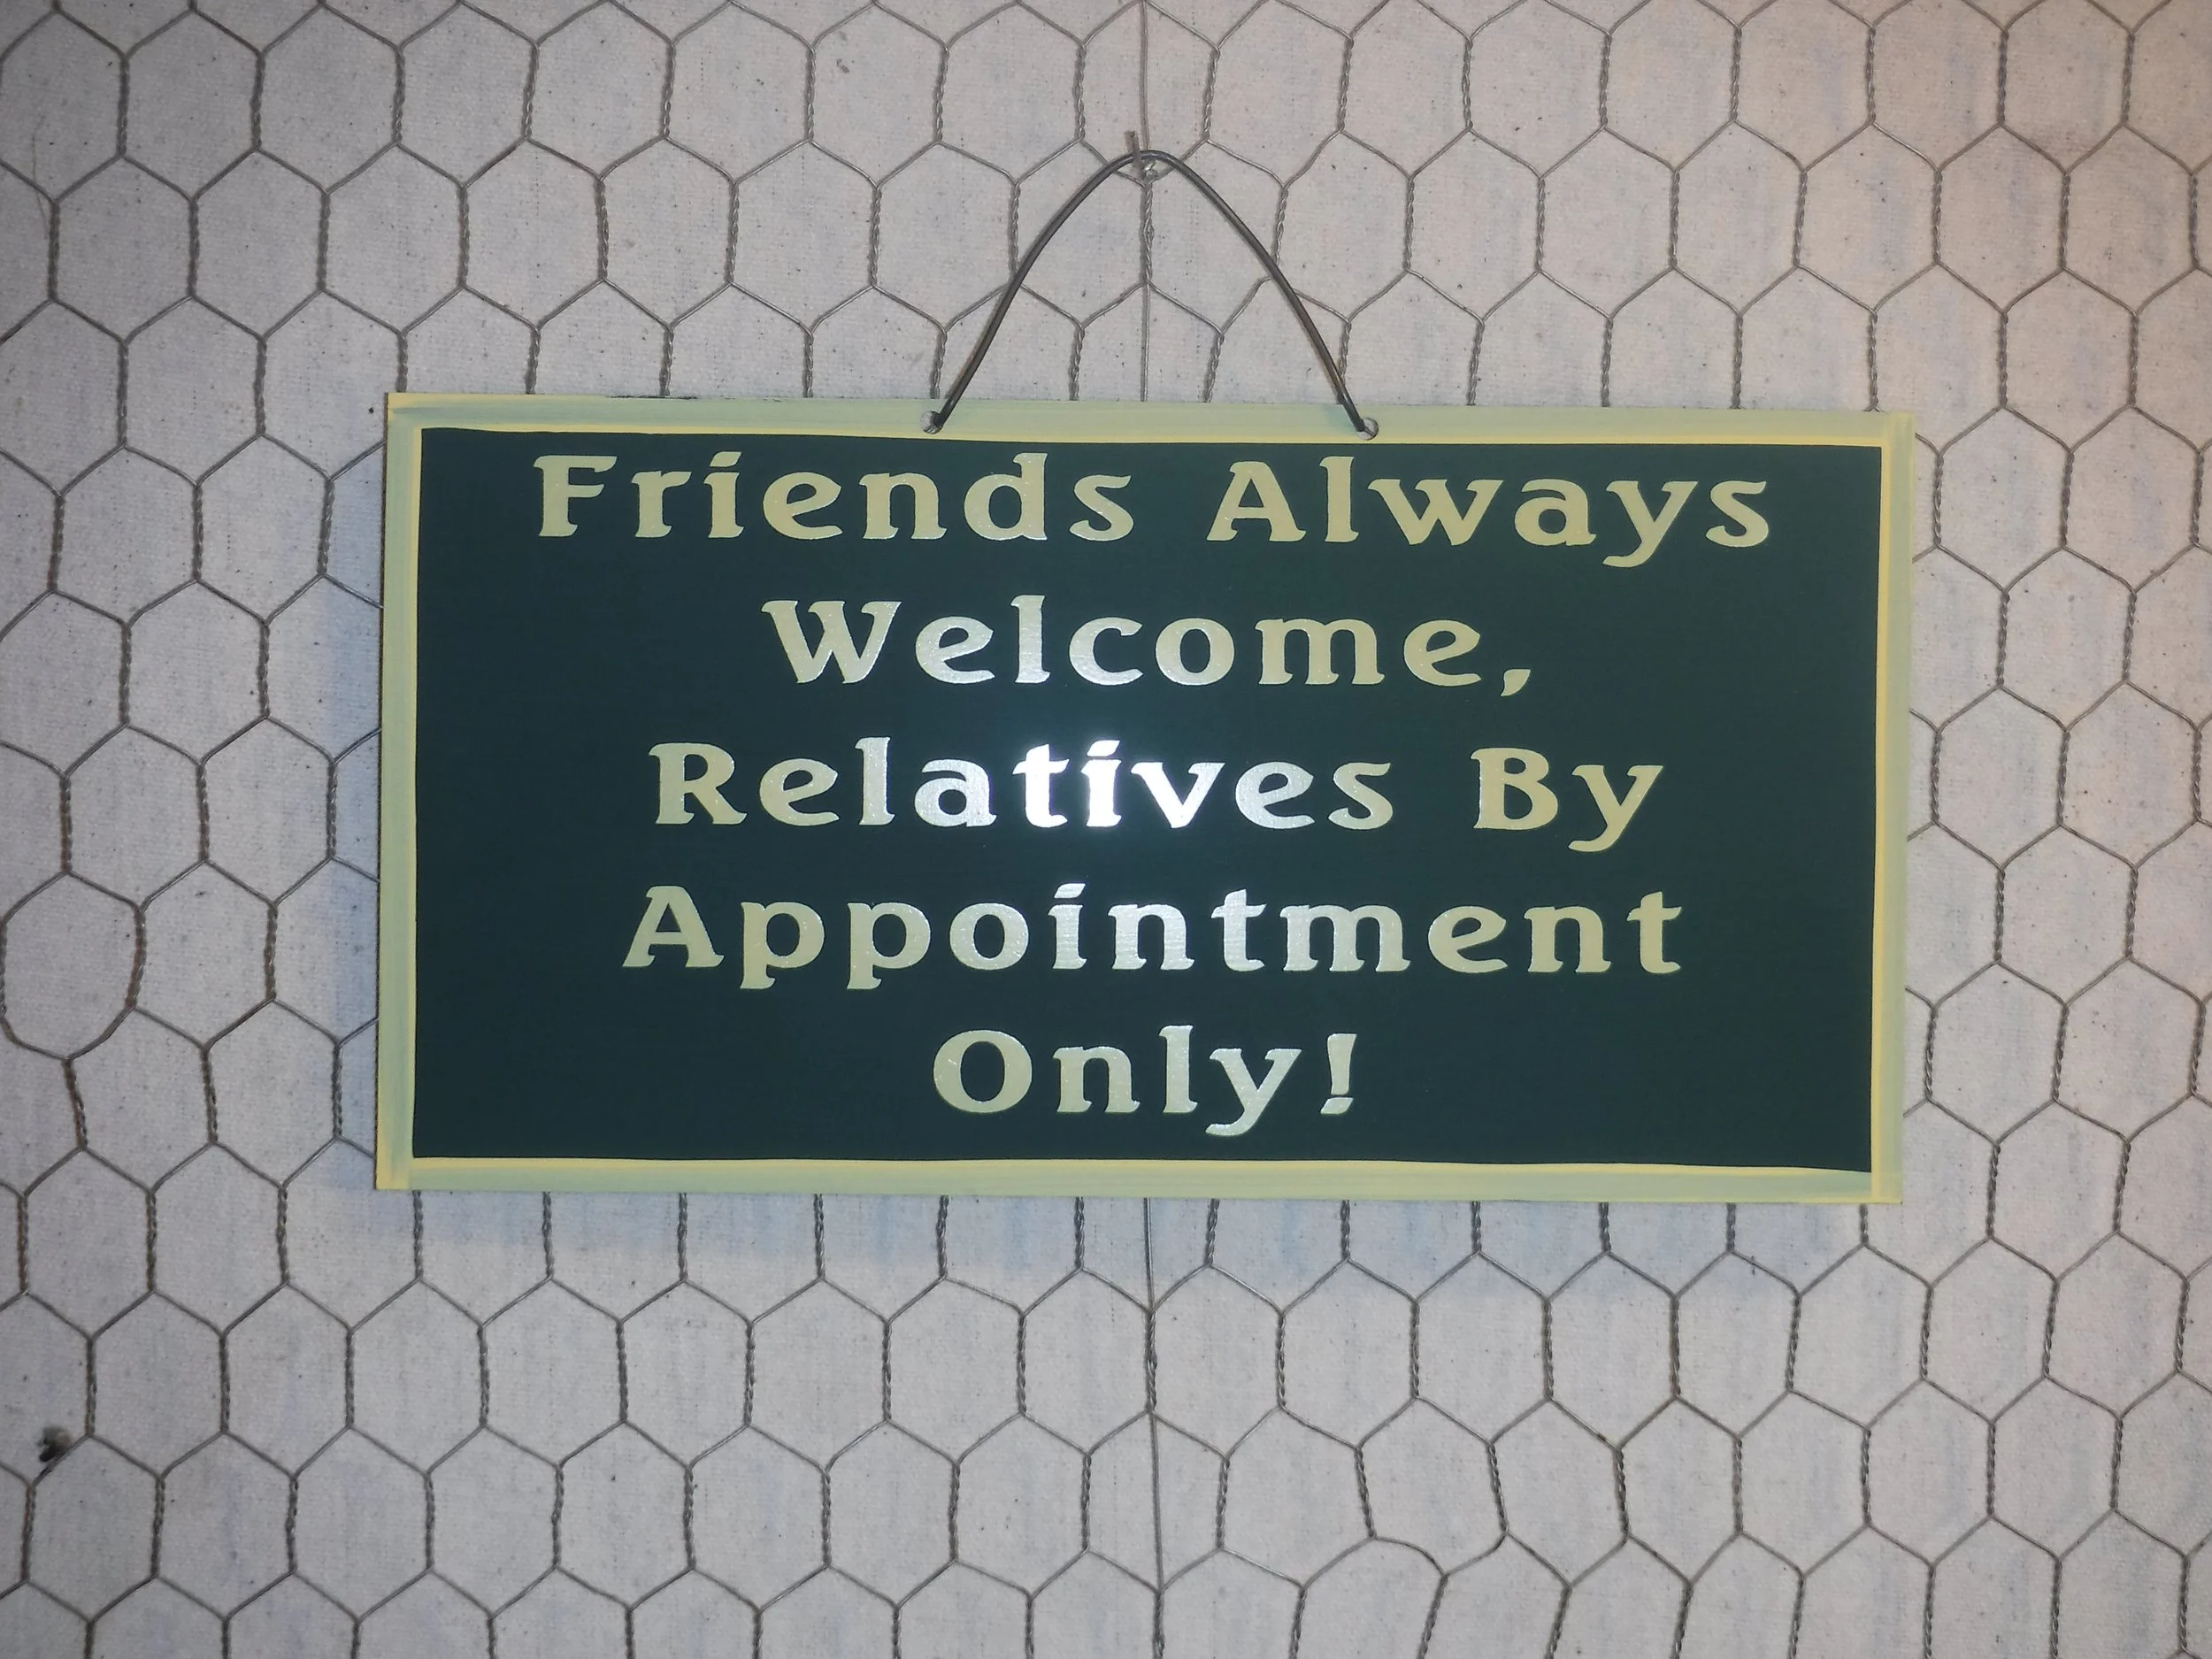 Friends Always
Welcome,
Relatives By
Appointment
Only!